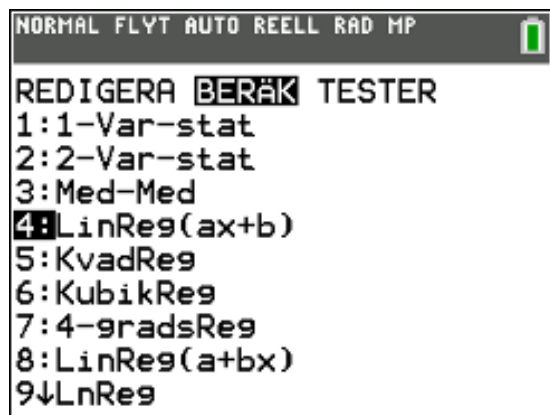 NORMAL FLYT AUTO REELL RAD MP
REDIGERA BERÄK TESTER
1:1-Var-stat
2:2-Var-stat
3:Med-Med
4:LinReg(ax+b)
5:KvadReg
6:KubikReg
7:4-gradsReg
8:LinReg(a+bx)
9↓LnReg